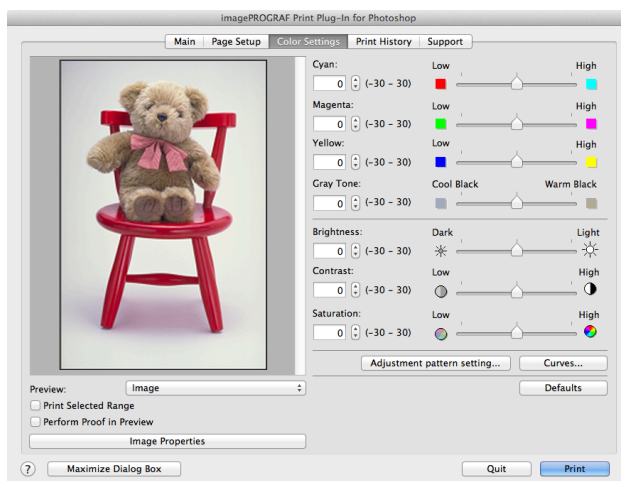 imagePROGRAF Print Plug-In for Photoshop
Main Page Setup Color Settings Print History Support
Cyan:
Low High
0 (-30 – 30)
Magenta:
Low High
0 (-30 – 30)
Yellow:
Low High
0 (-30 – 30)
Gray Tone:
Cool Black Warm Black
0 (-30 – 30)
Brightness:
Dark Light
0 (-30 – 30)
Contrast:
Low High
0 (-30 – 30)
Saturation:
Low High
0 (-30 – 30)
Adjustment pattern setting... Curves...
Defaults
Preview: Image
Print Selected Range
Perform Proof in Preview
Image Properties
? Maximize Dialog Box Quit Print